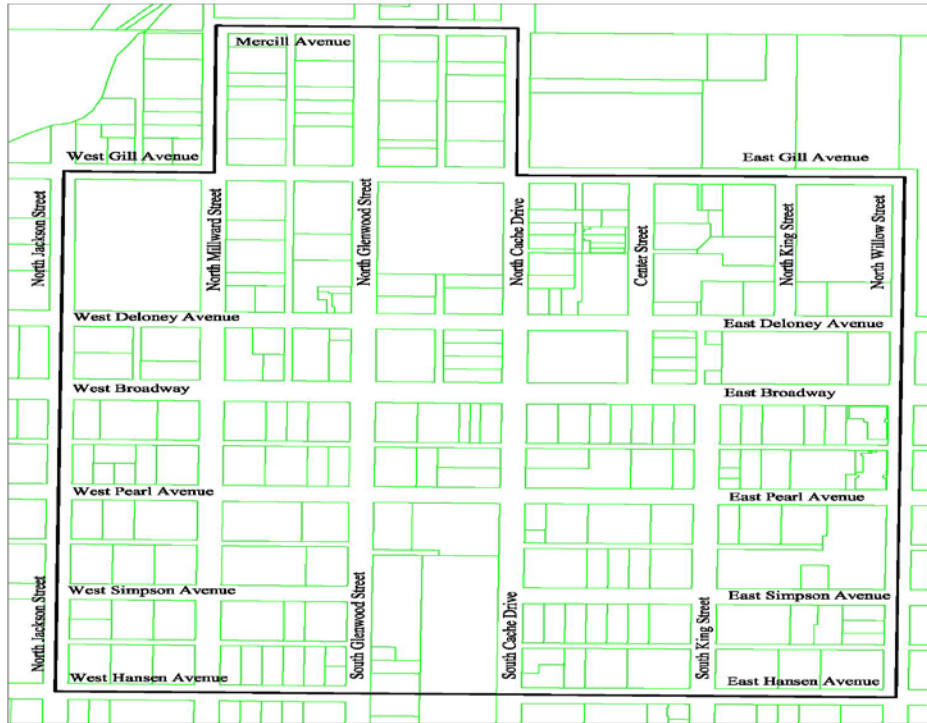 Mercill Avenue
West Gill Avenue
East Gill Avenue
North Jackson Street
North Millward Street
North Glenwood Street
North Cache Drive
Center Street
North King Street
North Willow Street
West Deloney Avenue
East Deloney Avenue
West Broadway
East Broadway
West Pearl Avenue
East Pearl Avenue
West Simpson Avenue
East Simpson Avenue
North Jackson Street
South Glenwood Street
South Cache Drive
South King Street
West Hansen Avenue
East Hansen Avenue